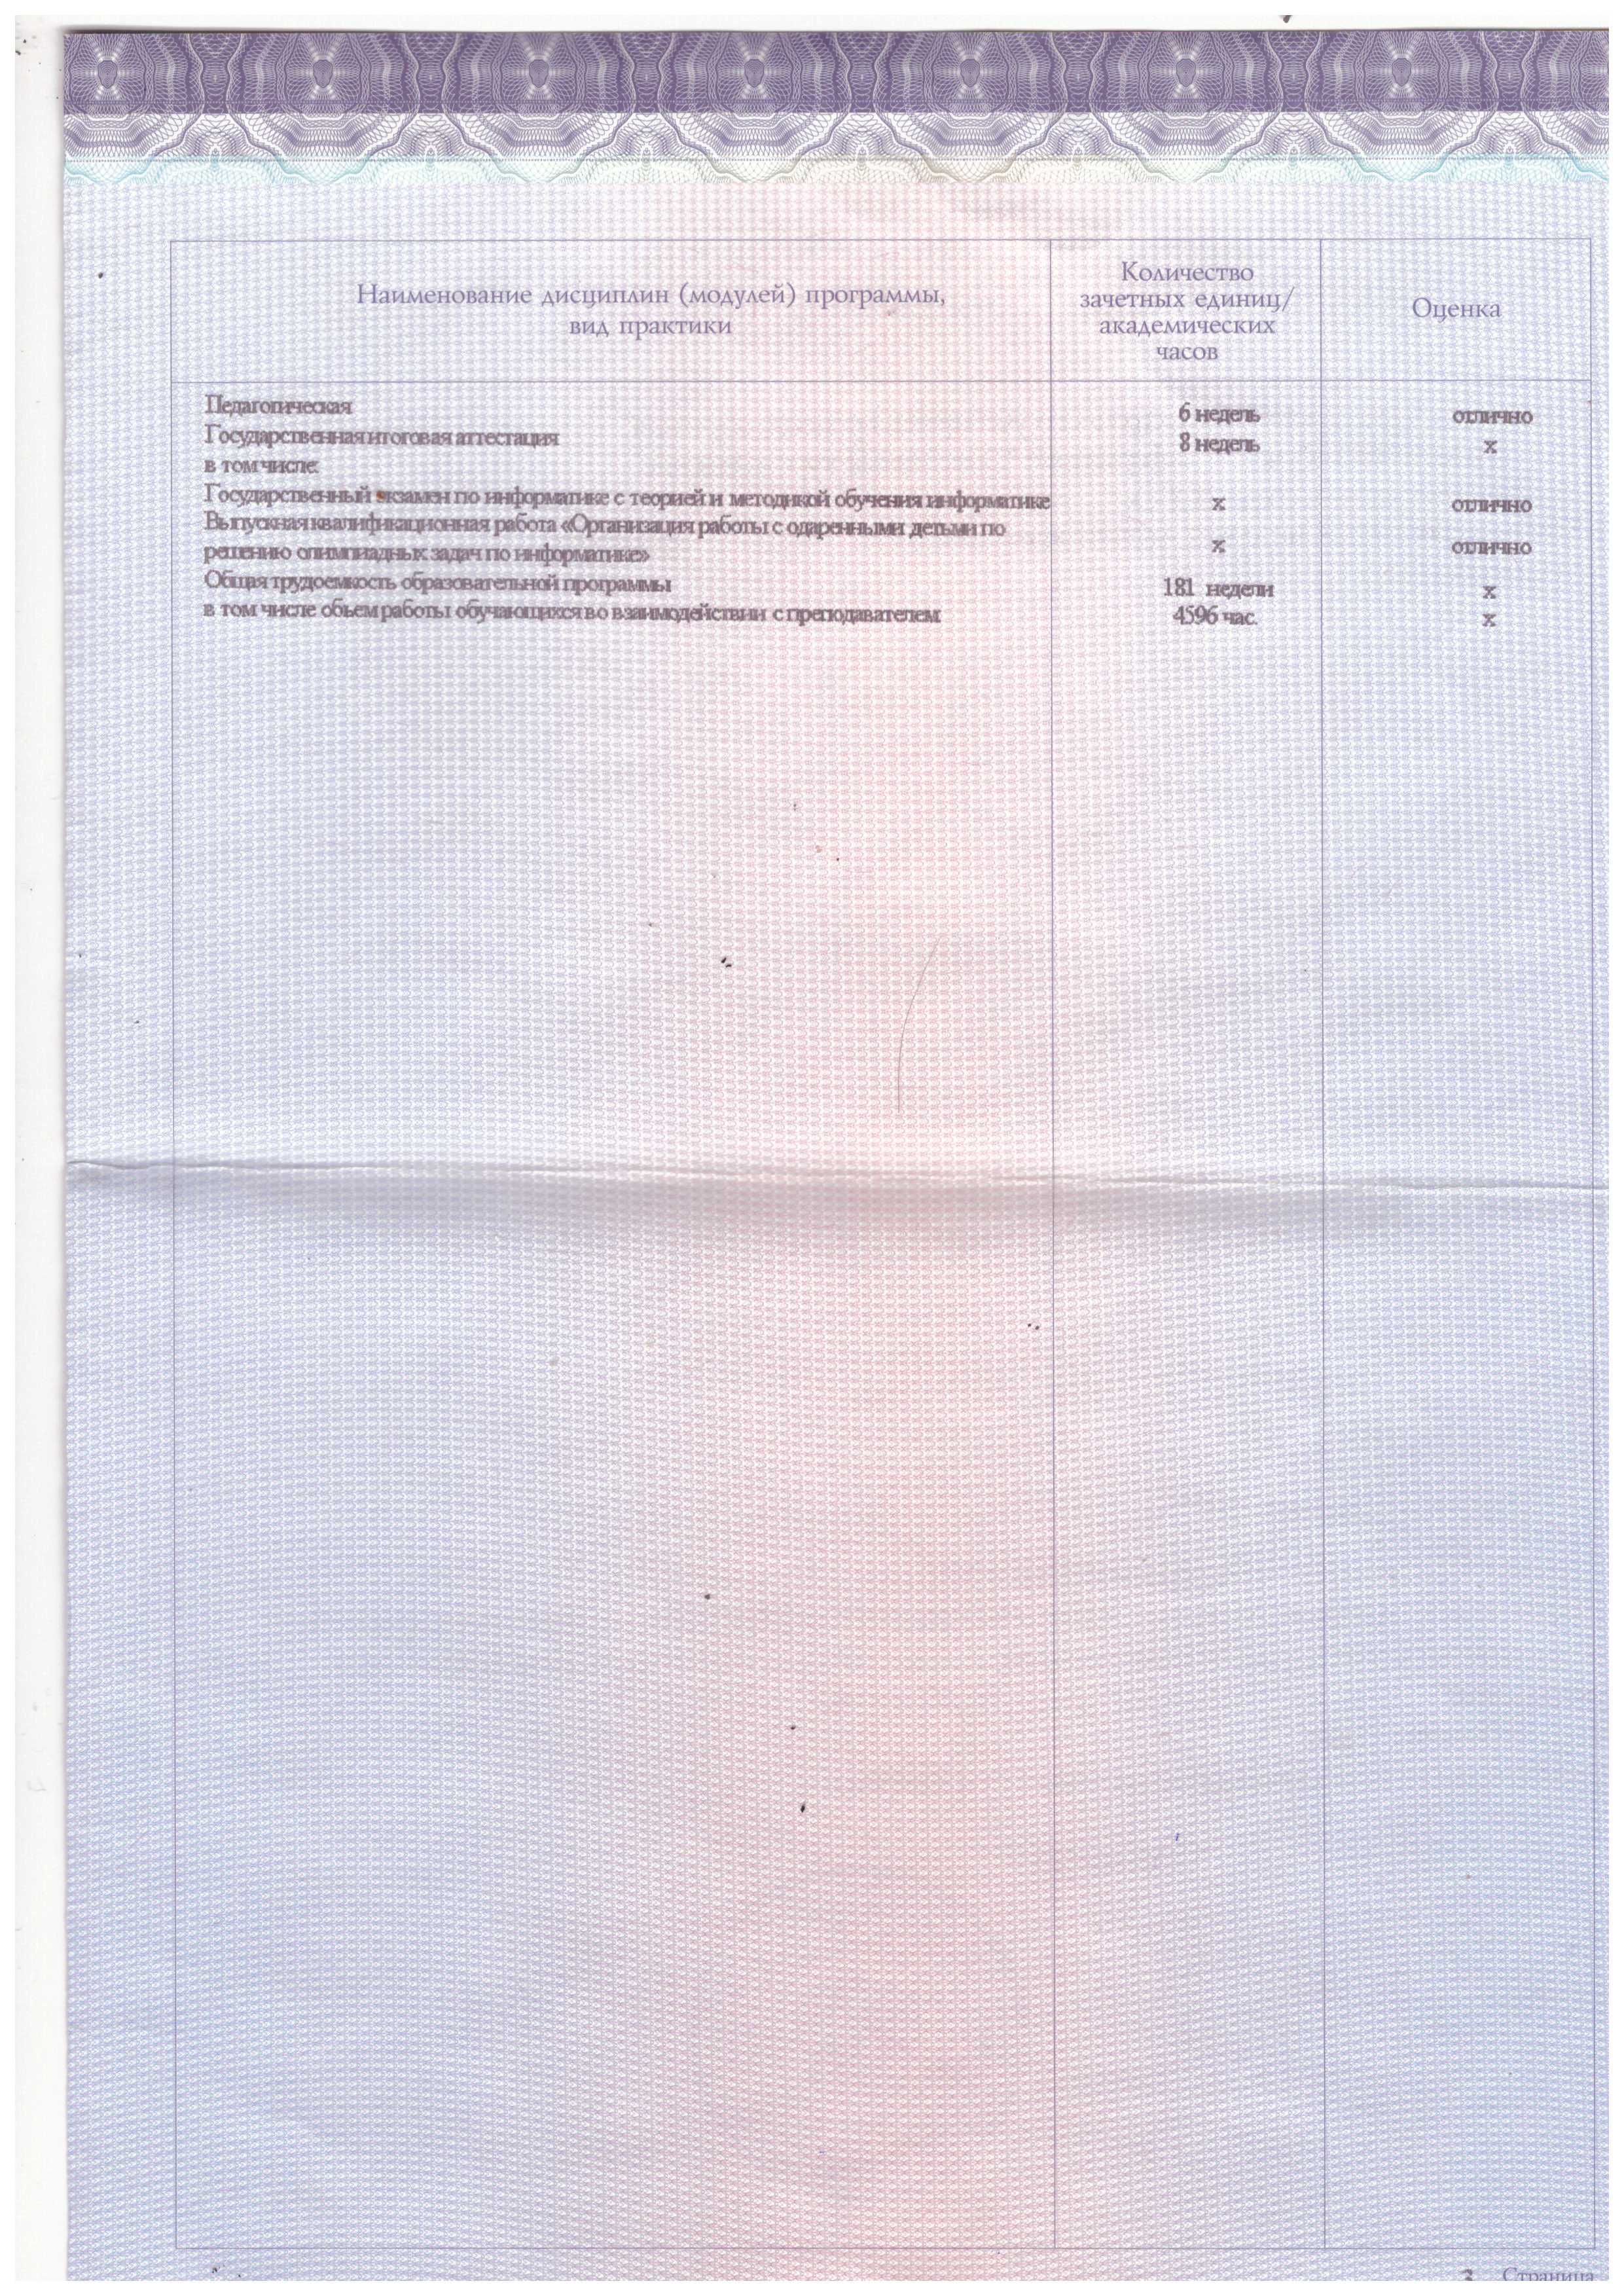 Наименование дисциплин (модулей) программы,
вид практики
Количество
зачетных единиц/
академических
часов
Оценка
Педагогическая 6 недель отлично
Государственная итоговая аттестация 8 недель х
в том числе:
Государственный экзамен по информатике с теорией и методикой обучения информатике х отлично
Выпускная квалификационная работа «Организация работы с одаренными детьми по
решению олимпиадных задач по информатике» х отлично
Общая трудоемкость образовательной программы 181 недели х
в том числе объем работы обучающихся во взаимодействии с преподавателем: 4596 час. х
3 Страница